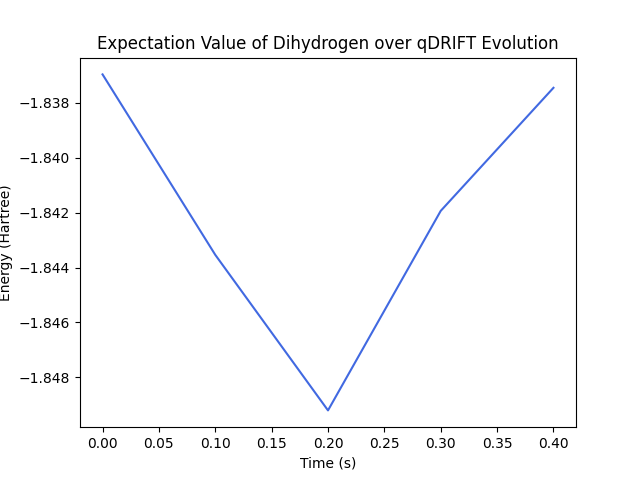 Expectation Value of Dihydrogen over qDRIFT Evolution
Energy (Hartree)
−1.838
−1.840
−1.842
−1.844
−1.846
−1.848
0.00 0.05 0.10 0.15 0.20 0.25 0.30 0.35 0.40
Time (s)